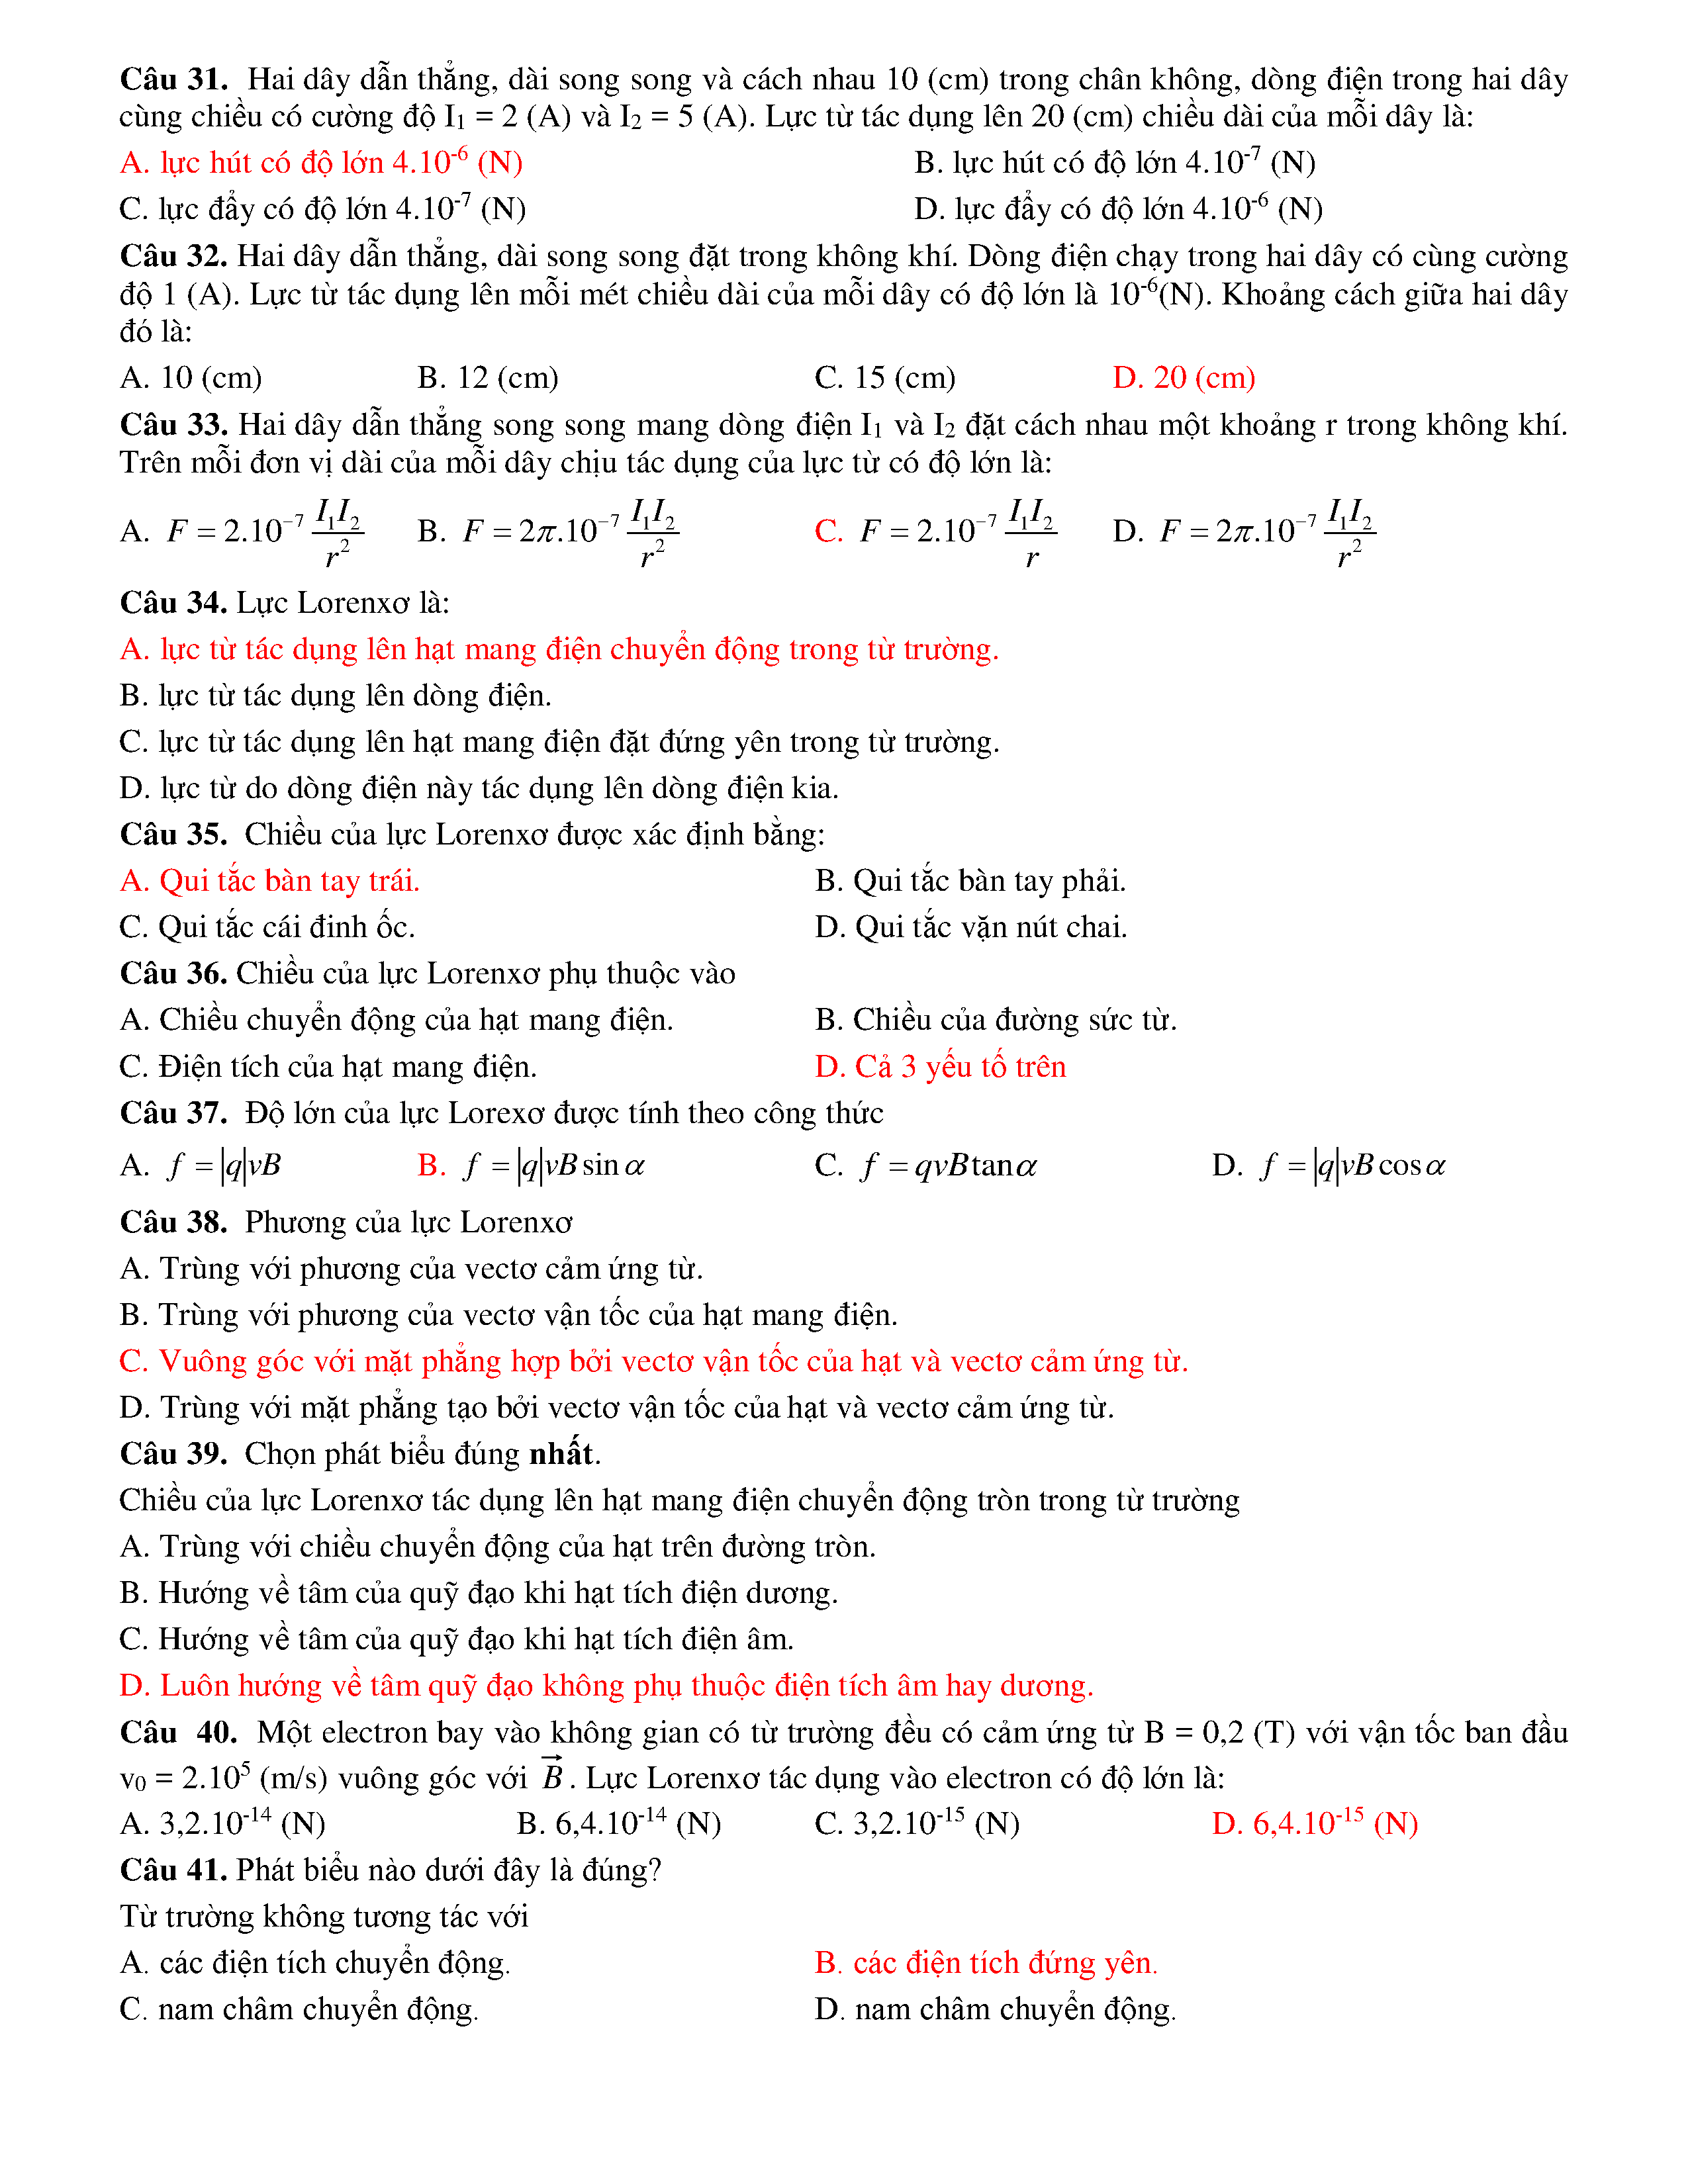 Câu 31. Hai dây dẫn thẳng, dài song song và cách nhau 10 (cm) trong chân không, dòng điện trong hai dây
cùng chiều có cường độ I₁ = 2 (A) và I₂ = 5 (A). Lực từ tác dụng lên 20 (cm) chiều dài của mỗi dây là:
A. lực hút có độ lớn 4.10⁻⁶ (N) B. lực hút có độ lớn 4.10⁻⁷ (N)
C. lực đẩy có độ lớn 4.10⁻⁷ (N) D. lực đẩy có độ lớn 4.10⁻⁶ (N)
Câu 32. Hai dây dẫn thẳng, dài song song đặt trong không khí. Dòng điện chạy trong hai dây có cùng cường
độ 1 (A). Lực từ tác dụng lên mỗi mét chiều dài của mỗi dây có độ lớn là 10⁻⁶(N). Khoảng cách giữa hai dây
đó là:
A. 10 (cm) B. 12 (cm) C. 15 (cm) D. 20 (cm)
Câu 33. Hai dây dẫn thẳng song song mang dòng điện I₁ và I₂ đặt cách nhau một khoảng r trong không khí.
Trên mỗi đơn vị dài của mỗi dây chịu tác dụng của lực từ có độ lớn là:
A. F = 2.10⁻⁷ I₁I₂/r² B. F = 2π.10⁻⁷ I₁I₂/r² C. F = 2.10⁻⁷ I₁I₂/r D. F = 2π.10⁻⁷ I₁I₂/r²
Câu 34. Lực Lorenxơ là:
A. lực từ tác dụng lên hạt mang điện chuyển động trong từ trường.
B. lực từ tác dụng lên dòng điện.
C. lực từ tác dụng lên hạt mang điện đặt đứng yên trong từ trường.
D. lực từ do dòng điện này tác dụng lên dòng điện kia.
Câu 35. Chiều của lực Lorenxơ được xác định bằng:
A. Qui tắc bàn tay trái. B. Qui tắc bàn tay phải.
C. Qui tắc cái đinh ốc. D. Qui tắc vặn nút chai.
Câu 36. Chiều của lực Lorenxơ phụ thuộc vào
A. Chiều chuyển động của hạt mang điện. B. Chiều của đường sức từ.
C. Điện tích của hạt mang điện. D. Cả 3 yếu tố trên
Câu 37. Độ lớn của lực Lorexơ được tính theo công thức
A. f = |q|vB B. f = |q|vB sin α C. f = qvB tan α D. f = |q|vB cos α
Câu 38. Phương của lực Lorenxơ
A. Trùng với phương của vectơ cảm ứng từ.
B. Trùng với phương của vectơ vận tốc của hạt mang điện.
C. Vuông góc với mặt phẳng hợp bởi vectơ vận tốc của hạt và vectơ cảm ứng từ.
D. Trùng với mặt phẳng tạo bởi vectơ vận tốc của hạt và vectơ cảm ứng từ.
Câu 39. Chọn phát biểu đúng nhất.
Chiều của lực Lorenxơ tác dụng lên hạt mang điện chuyển động tròn trong từ trường
A. Trùng với chiều chuyển động của hạt trên đường tròn.
B. Hướng về tâm của quỹ đạo khi hạt tích điện dương.
C. Hướng về tâm của quỹ đạo khi hạt tích điện âm.
D. Luôn hướng về tâm quỹ đạo không phụ thuộc điện tích âm hay dương.
Câu 40. Một electron bay vào không gian có từ trường đều có cảm ứng từ B = 0,2 (T) với vận tốc ban đầu
v₀ = 2.10⁵ (m/s) vuông góc với B⃗. Lực Lorenxơ tác dụng vào electron có độ lớn là:
A. 3,2.10⁻¹⁴ (N) B. 6,4.10⁻¹⁴ (N) C. 3,2.10⁻¹⁵ (N) D. 6,4.10⁻¹⁵ (N)
Câu 41. Phát biểu nào dưới đây là đúng?
Từ trường không tương tác với
A. các điện tích chuyển động. B. các điện tích đứng yên.
C. nam châm chuyển động. D. nam châm chuyển động.